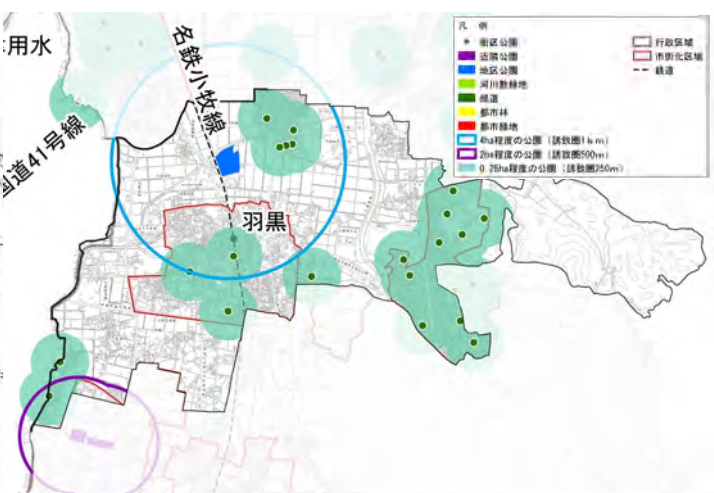 用水
名鉄小牧線
国道41号線
羽黒
凡 例
街区公園
近隣公園
地区公園
河川敷緑地
緑道
都市林
都市緑地
4ha程度の公園（誘致圏1km）
2ha程度の公園（誘致圏500m）
0.25ha程度の公園（誘致圏250m）
行政区域
市街化区域
鉄道